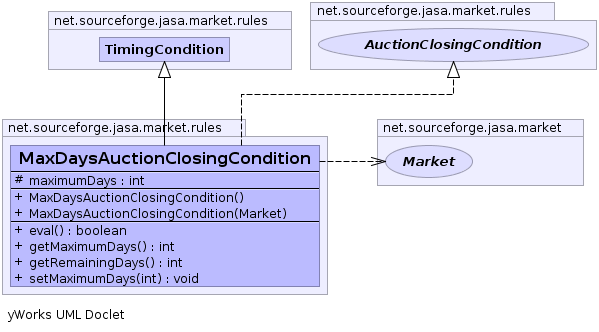 net.sourceforge.jasa.market.rules
TimingCondition
net.sourceforge.jasa.market.rules
AuctionClosingCondition
net.sourceforge.jasa.market.rules
MaxDaysAuctionClosingCondition
# maximumDays : int
+ MaxDaysAuctionClosingCondition()
+ MaxDaysAuctionClosingCondition(Market)
+ eval() : boolean
+ getMaximumDays() : int
+ getRemainingDays() : int
+ setMaximumDays(int) : void
net.sourceforge.jasa.market
Market
yWorks UML Doclet